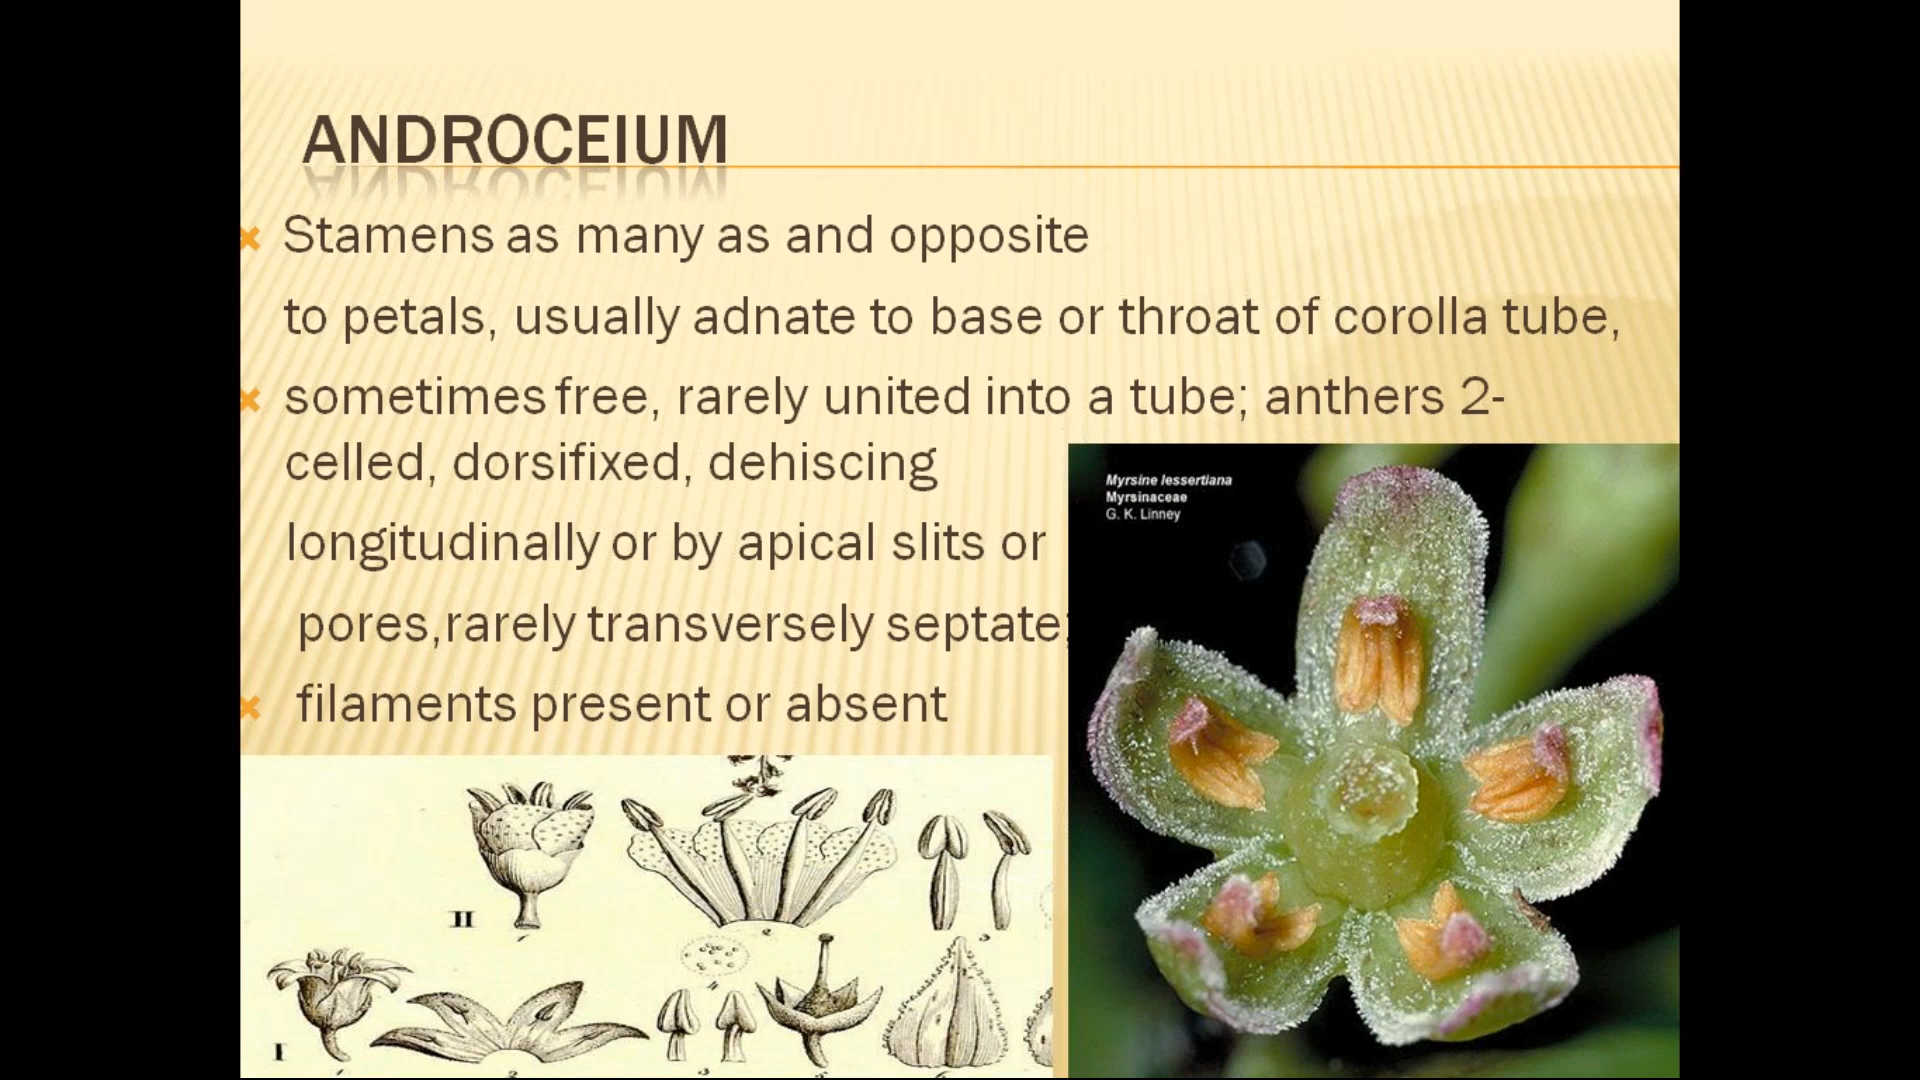 ANDROCEIUM
Stamens as many as and opposite
to petals, usually adnate to base or throat of corolla tube,
sometimes free, rarely united into a tube; anthers 2-
celled, dorsifixed, dehiscing
longitudinally or by apical slits or
pores,rarely transversely septate;
filaments present or absent
Myrsine lessertiana
Myrsinaceae
G. K. Linney
II
I